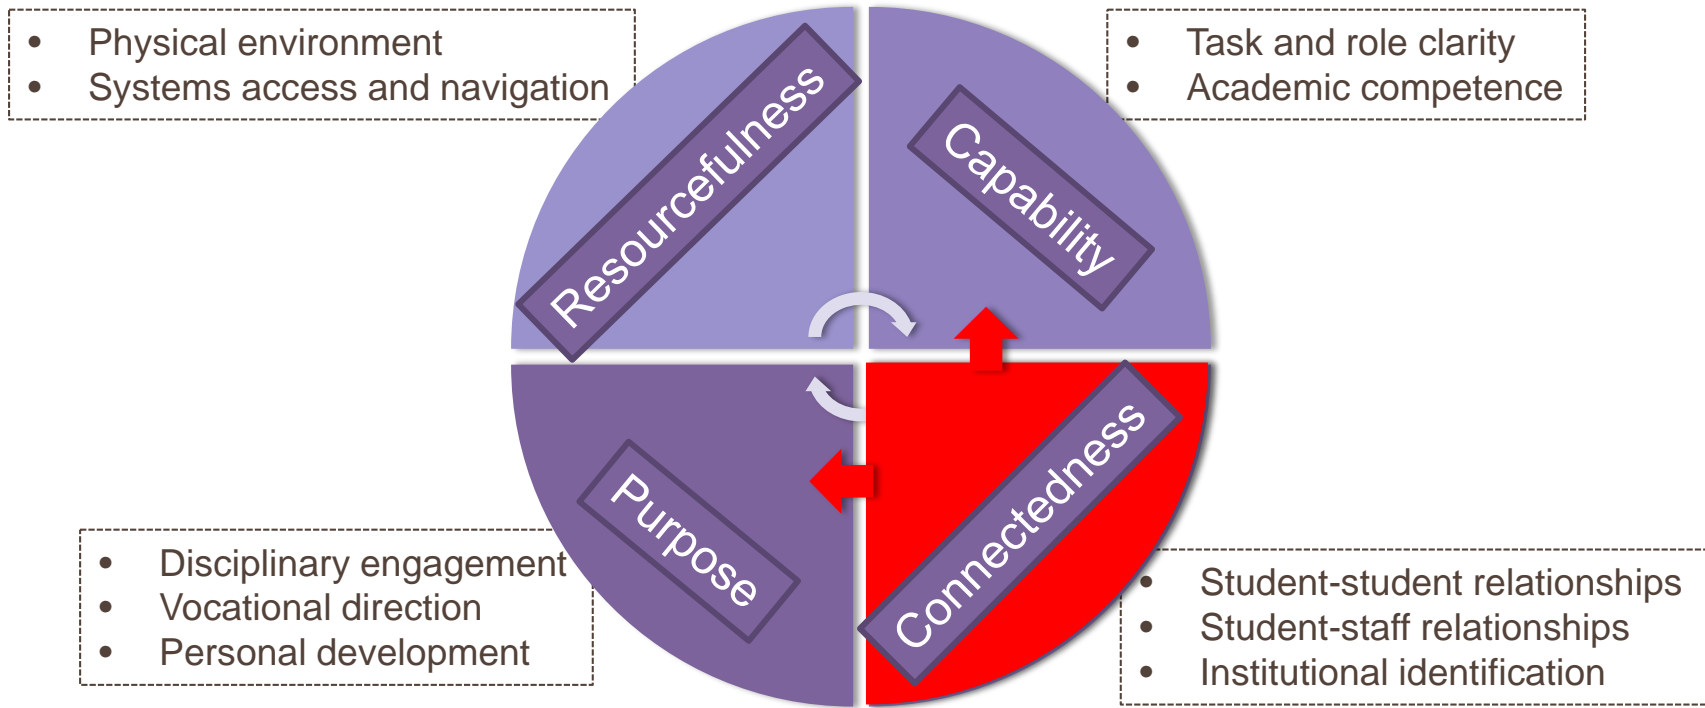 • Physical environment
• Systems access and navigation
• Task and role clarity
• Academic competence
Resourcefulness
Capability
Purpose
Connectedness
• Disciplinary engagement
• Vocational direction
• Personal development
• Student-student relationships
• Student-staff relationships
• Institutional identification